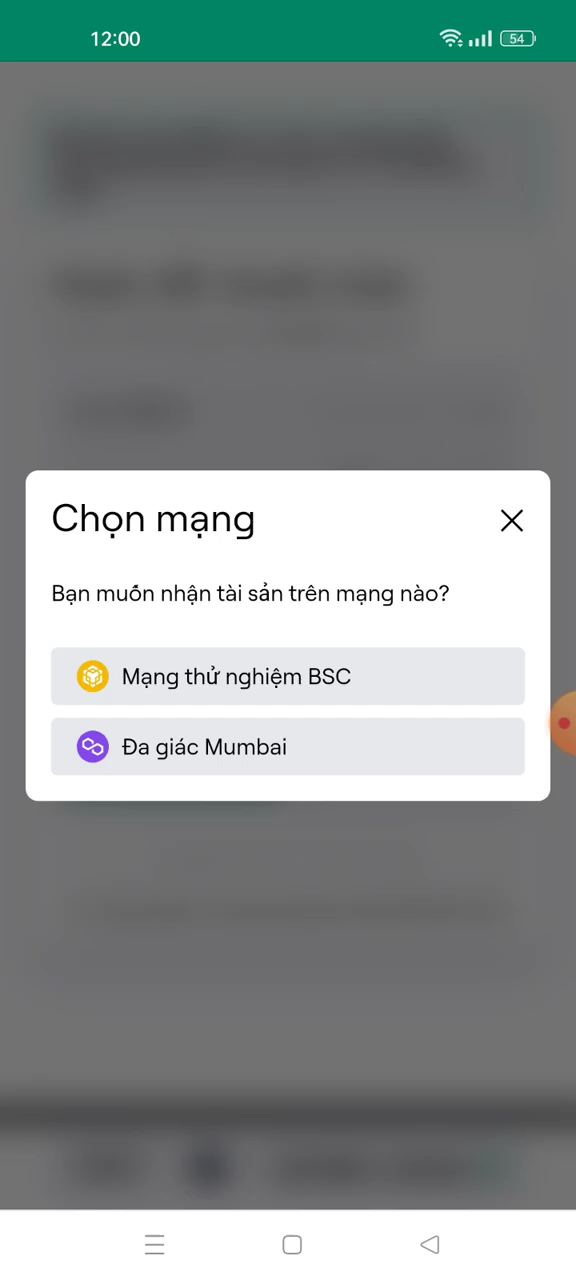 12:00
54
Chọn mạng
Bạn muốn nhận tài sản trên mạng nào?
Mạng thử nghiệm BSC
Đa giác Mumbai